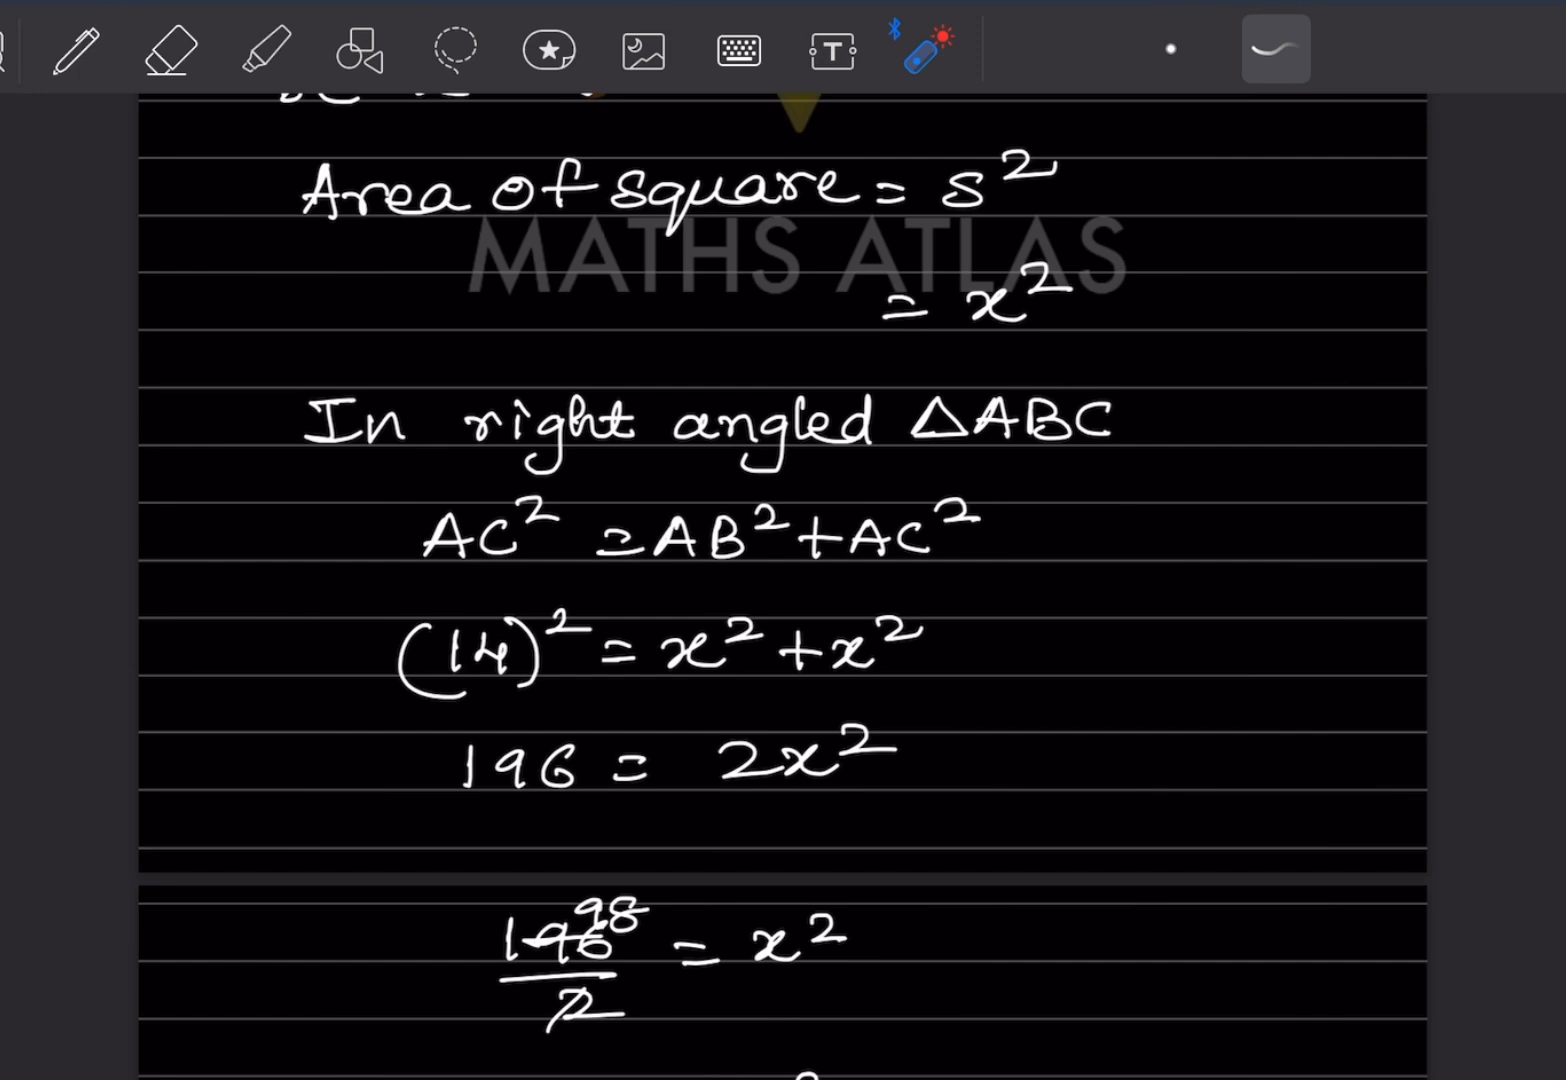 Area of square = s²
MATHS ATLAS
= x²
In right angled △ABC
AC² = AB² + AC²
(14)² = x² + x²
196 = 2x²
98
196/2 = x²